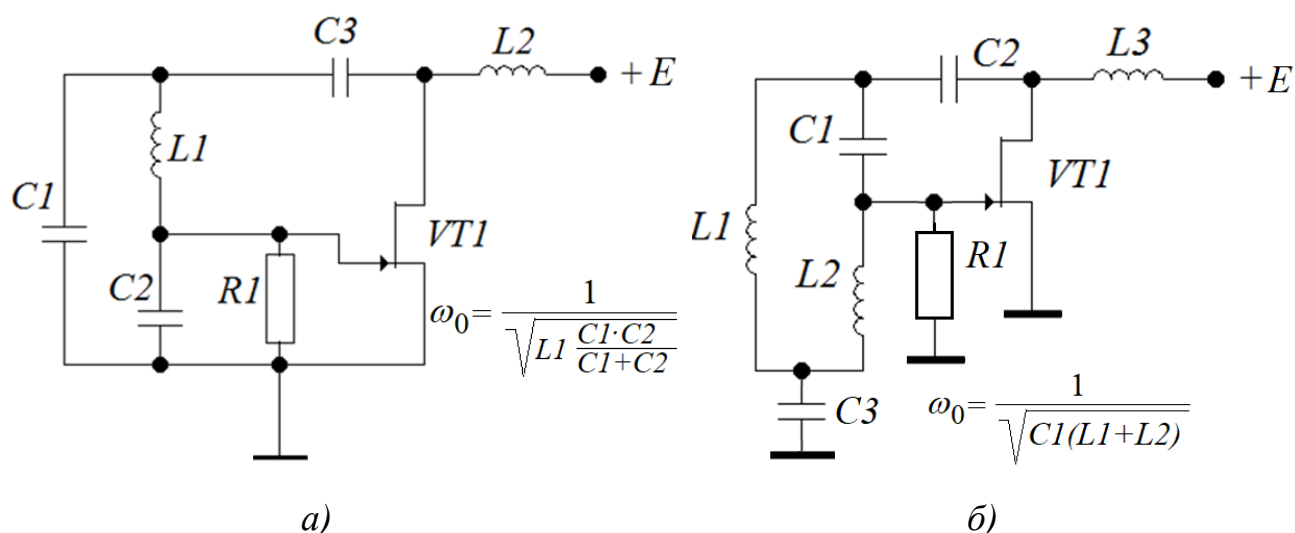 C3
L2
+E
L1
C1
C2
R1
VT1
ω0= 1/√(L1 C1·C2/(C1+C2))
а)
C2
L3
+E
C1
VT1
L1
R1
L2
C3
ω0= 1/√(C1(L1+L2))
б)